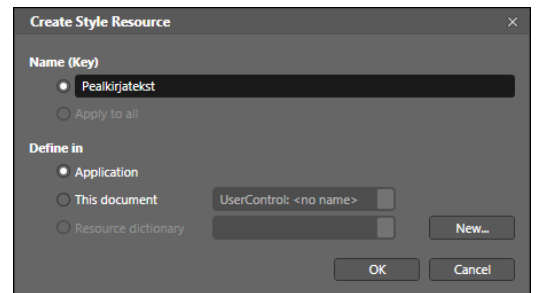 Create Style Resource
Name (Key)
Pealkirjatekst
Apply to all
Define in
Application
This document UserControl: <no name>
Resource dictionary New...
OK Cancel